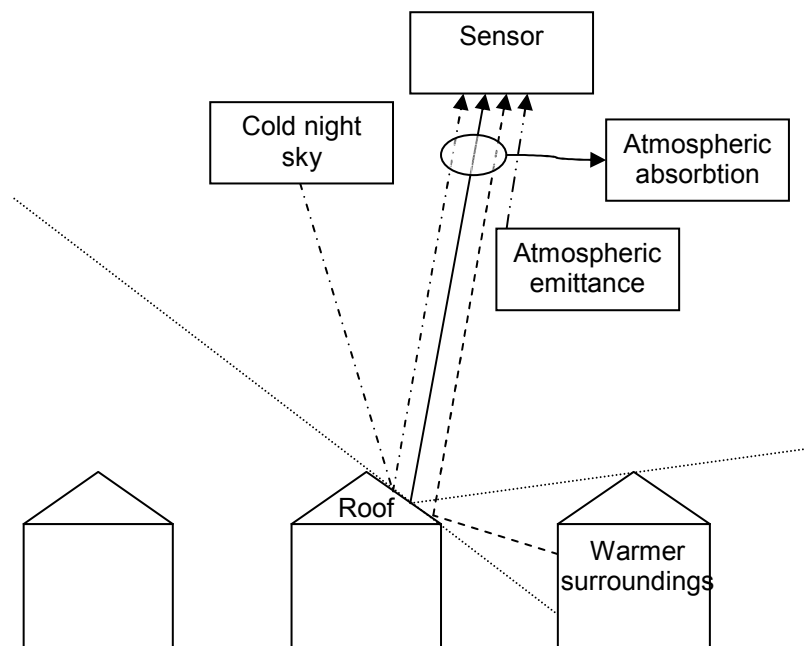 Sensor
Cold night
sky
Atmospheric
absorbtion
Atmospheric
emittance
Roof
Warmer
surroundings